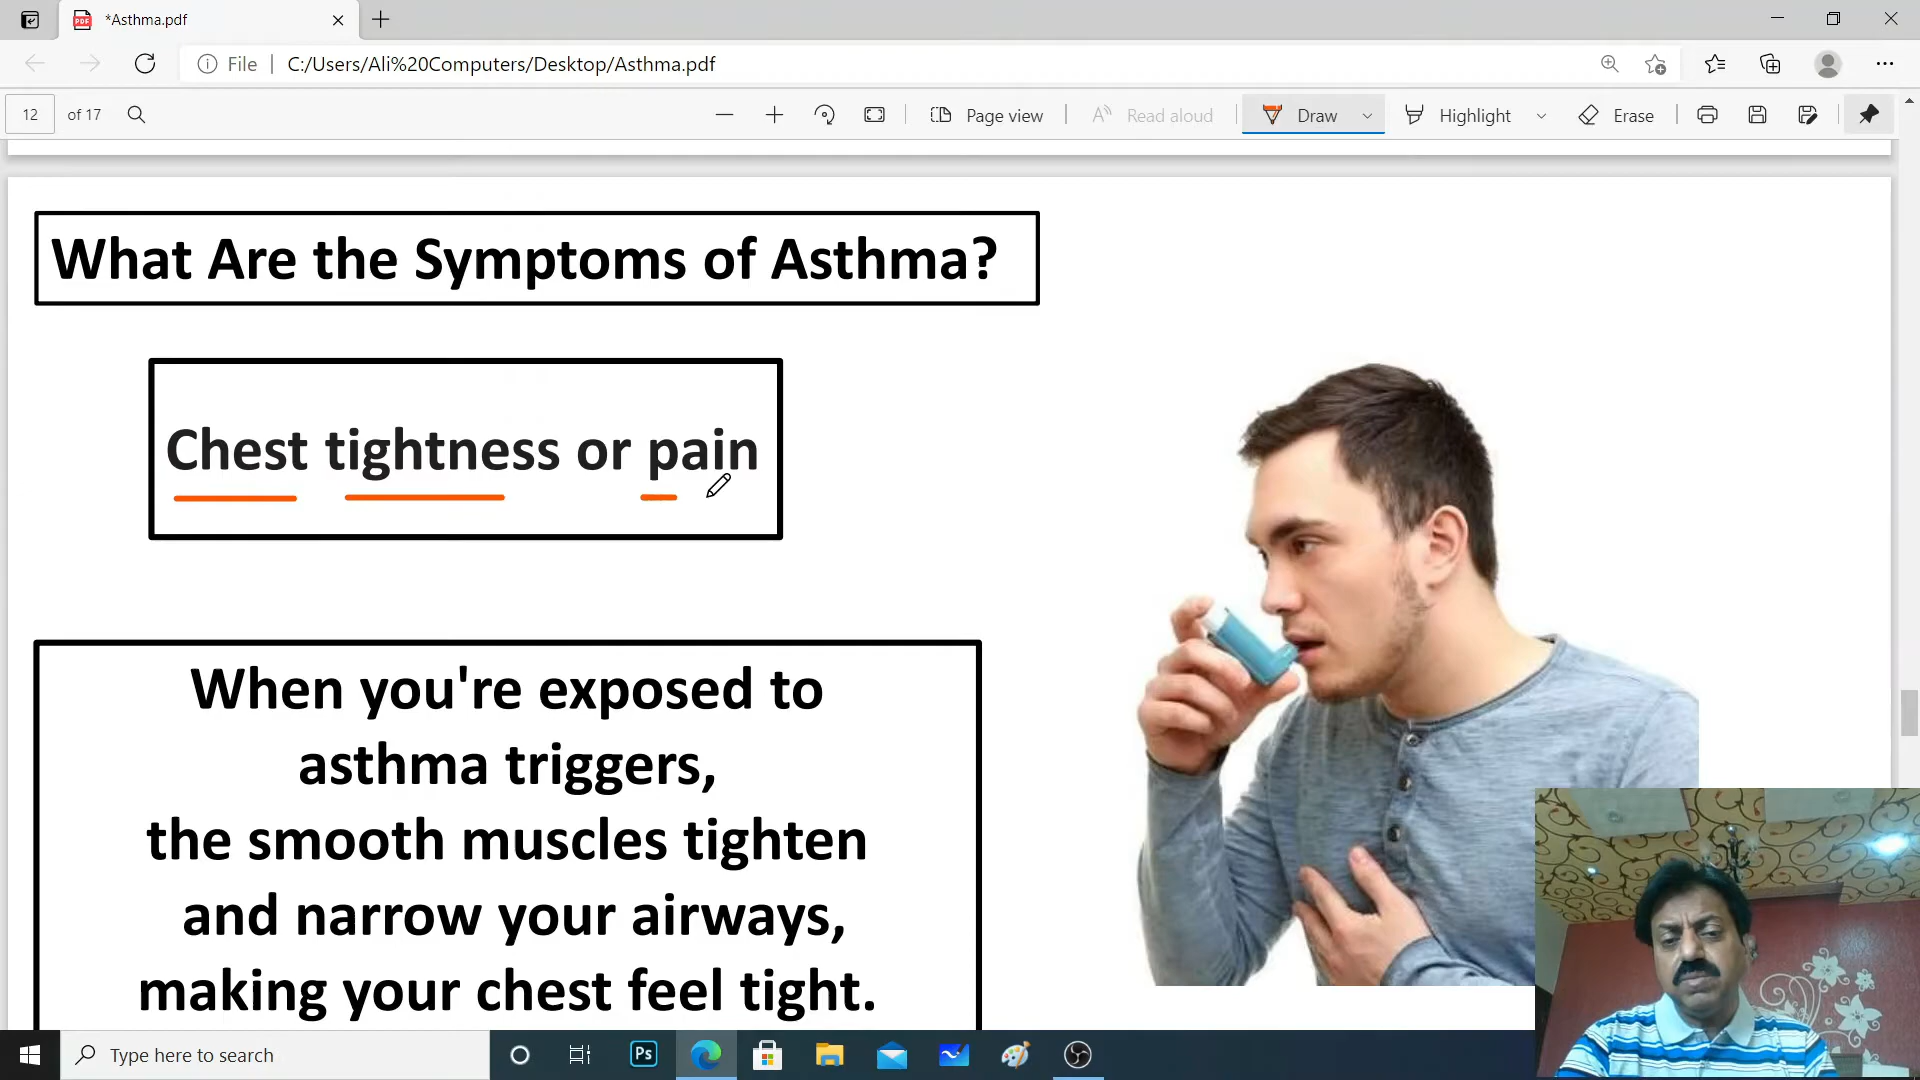 *Asthma.pdf
File
C:/Users/Ali%20Computers/Desktop/Asthma.pdf
12 of 17
Page view
Read aloud
Draw
Highlight
Erase
What Are the Symptoms of Asthma?
Chest tightness or pain
When you're exposed to
asthma triggers,
the smooth muscles tighten
and narrow your airways,
making your chest feel tight.
Type here to search
Ps